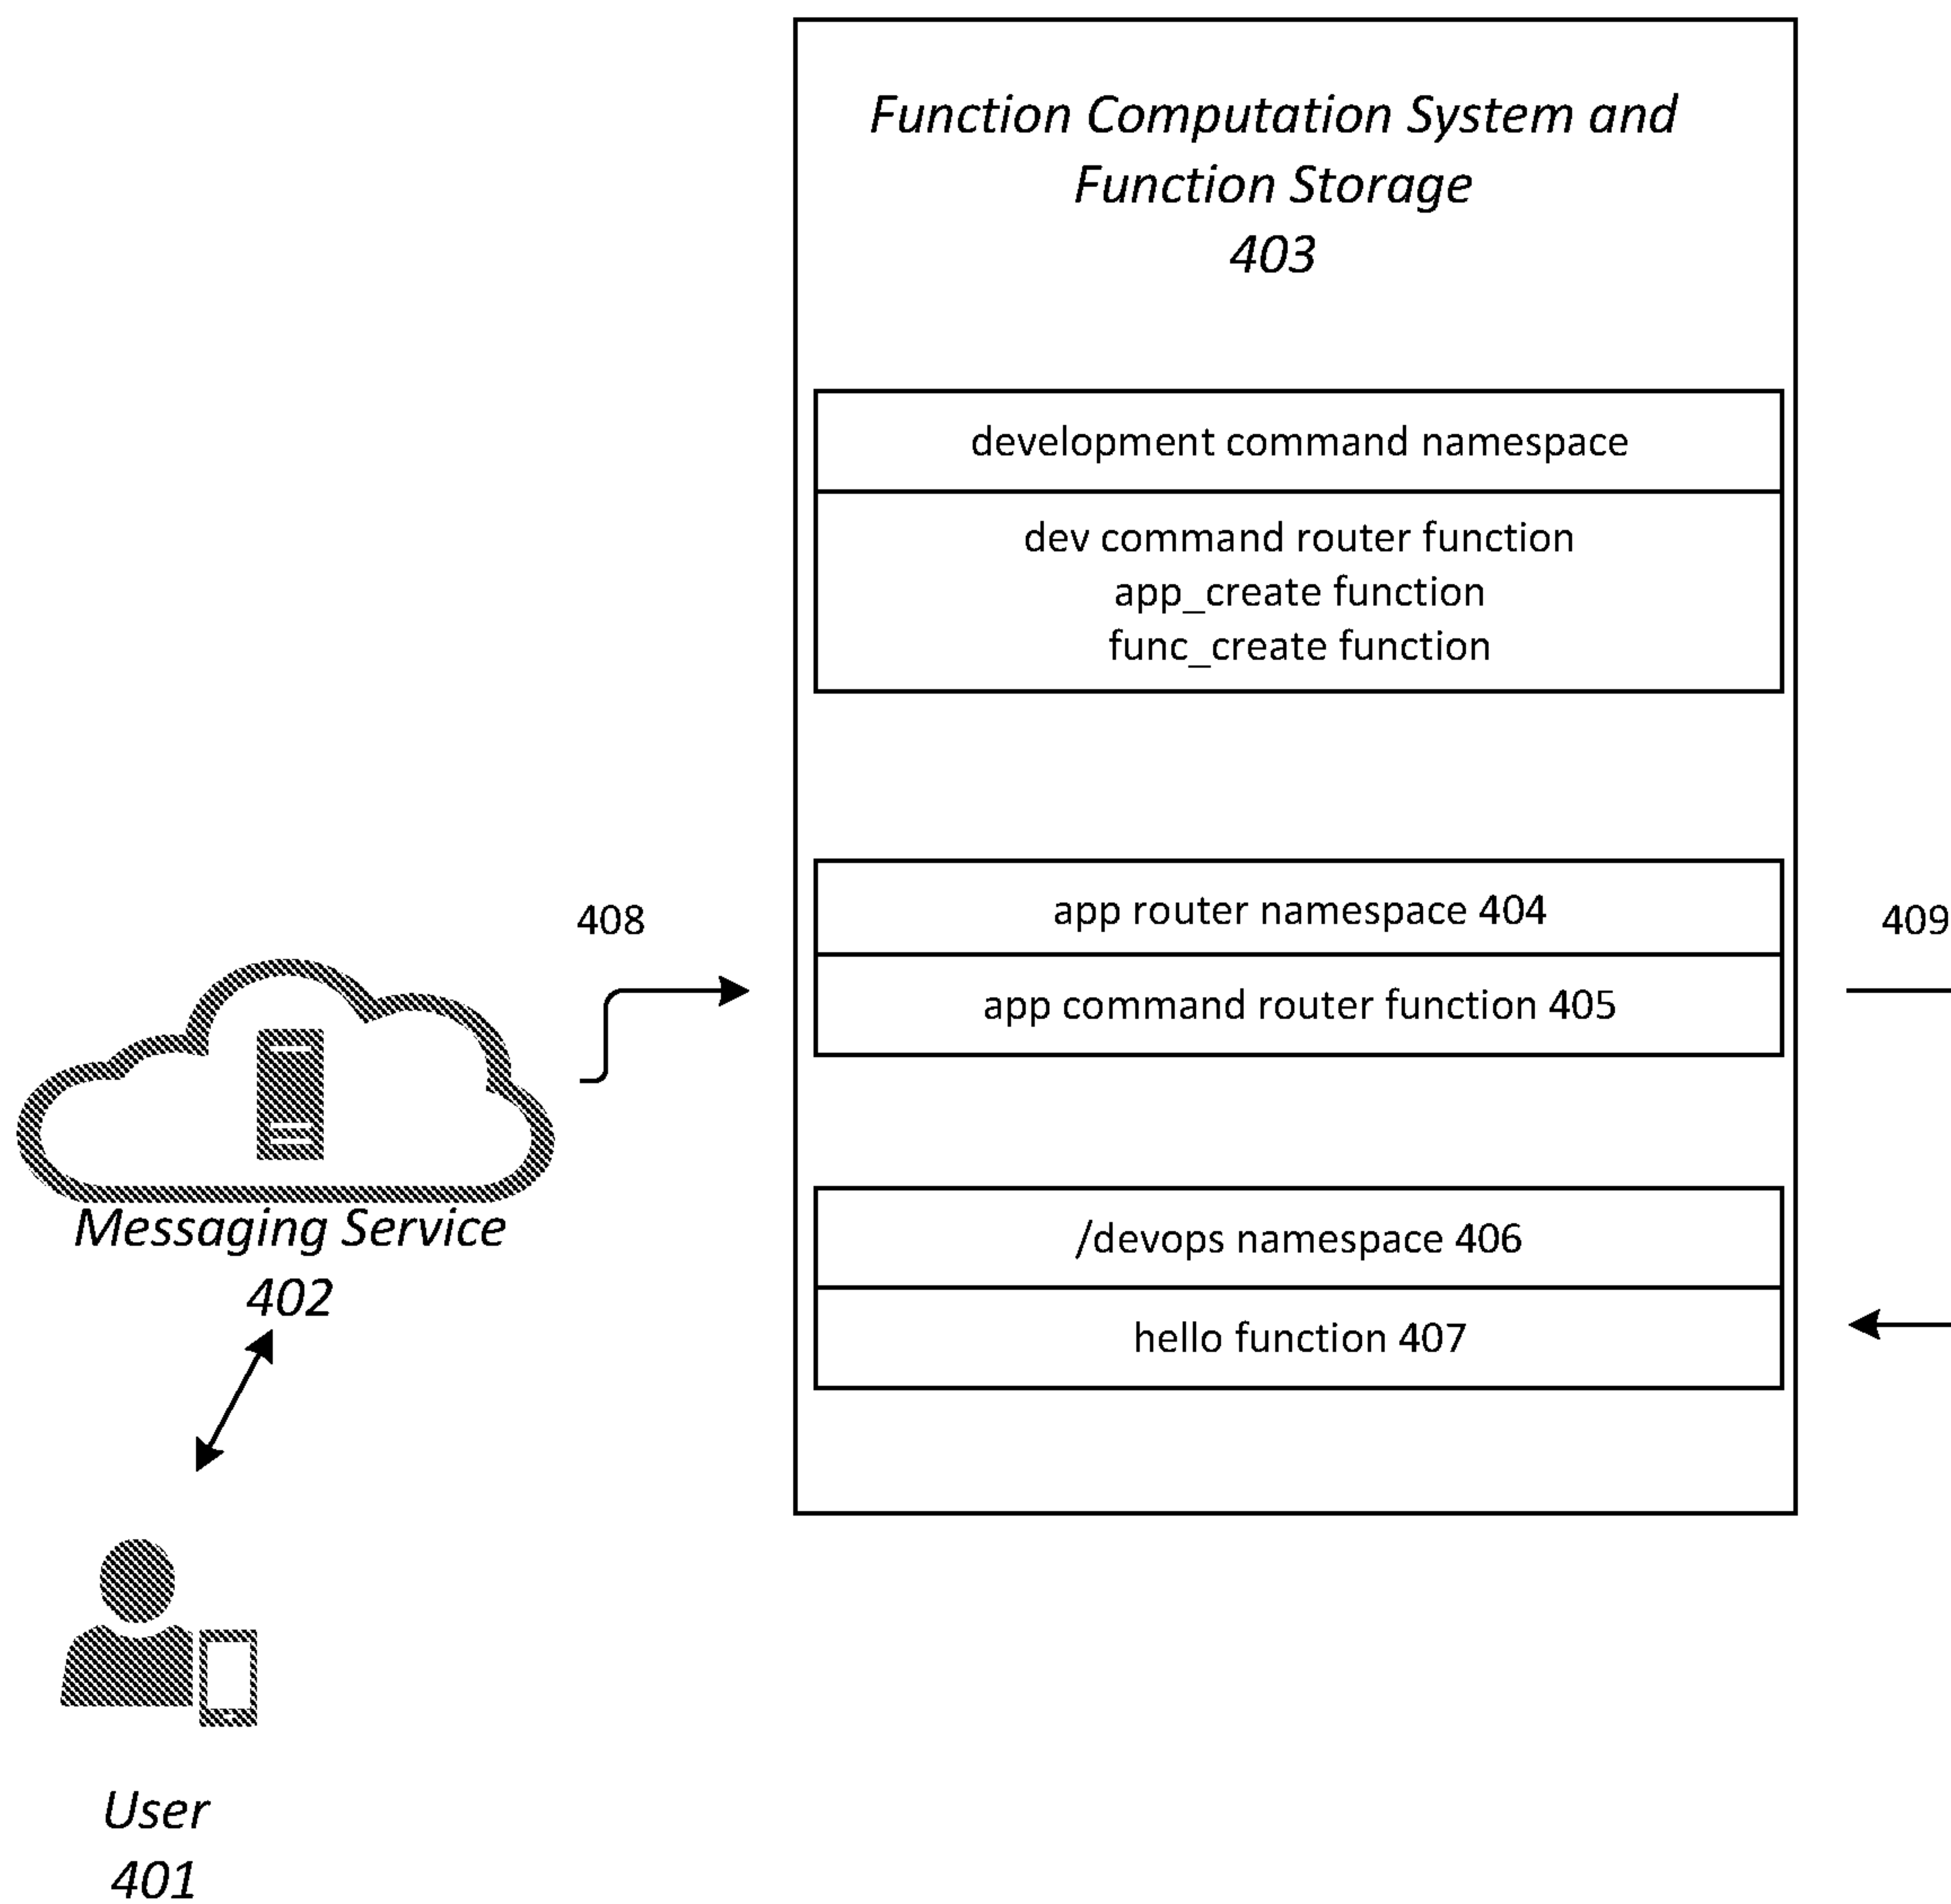 Function Computation System and
Function Storage
403
development command namespace
dev command router function
app_create function
func_create function
408
app router namespace 404
409
app command router function 405
Messaging Service
402
/devops namespace 406
hello function 407
User
401